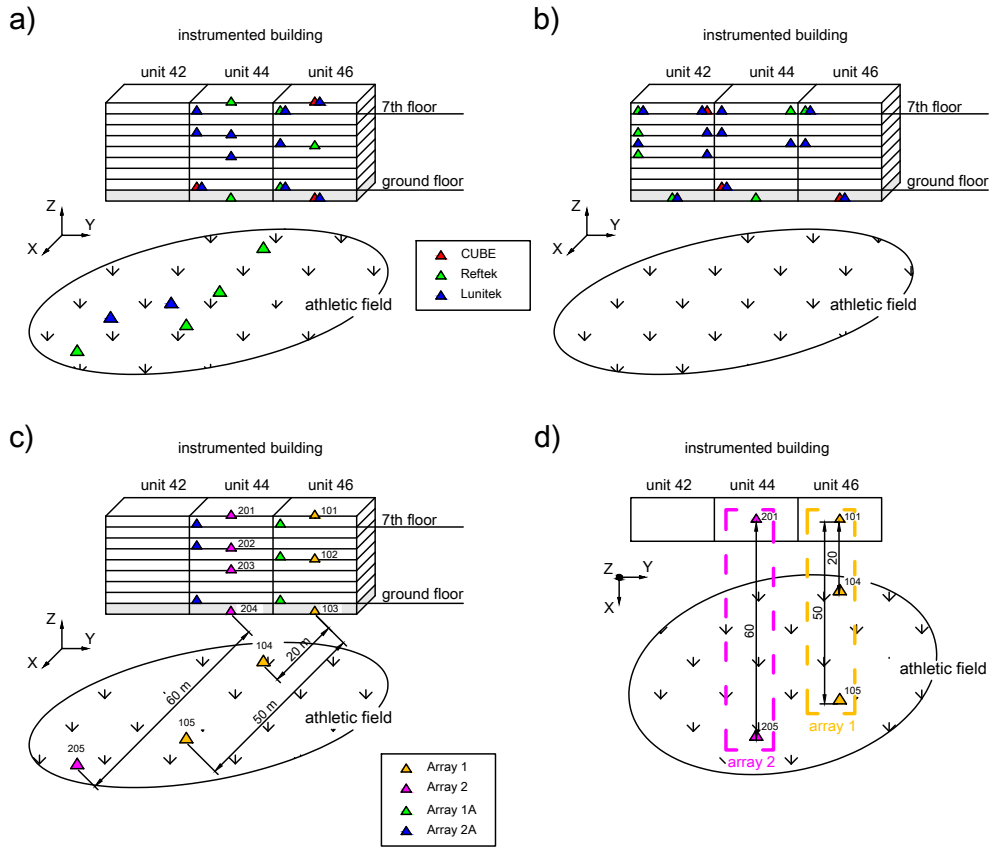 a)
instrumented building
unit 42 unit 44 unit 46
7th floor
ground floor
Z
Y
X
athletic field
CUBE
Reftek
Lunitek
b)
instrumented building
unit 42 unit 44 unit 46
7th floor
ground floor
Z
Y
X
athletic field
c)
instrumented building
unit 42 unit 44 unit 46
201 101
7th floor
202
102
203
ground floor
204 103
Z
Y
X
104
20 m
60 m
50 m
athletic field
105
205
Array 1
Array 2
Array 1A
Array 2A
d)
instrumented building
unit 42 unit 44 unit 46
201 101
20
Z
Y
X
104
50
60
athletic field
105
205
array 1
array 2